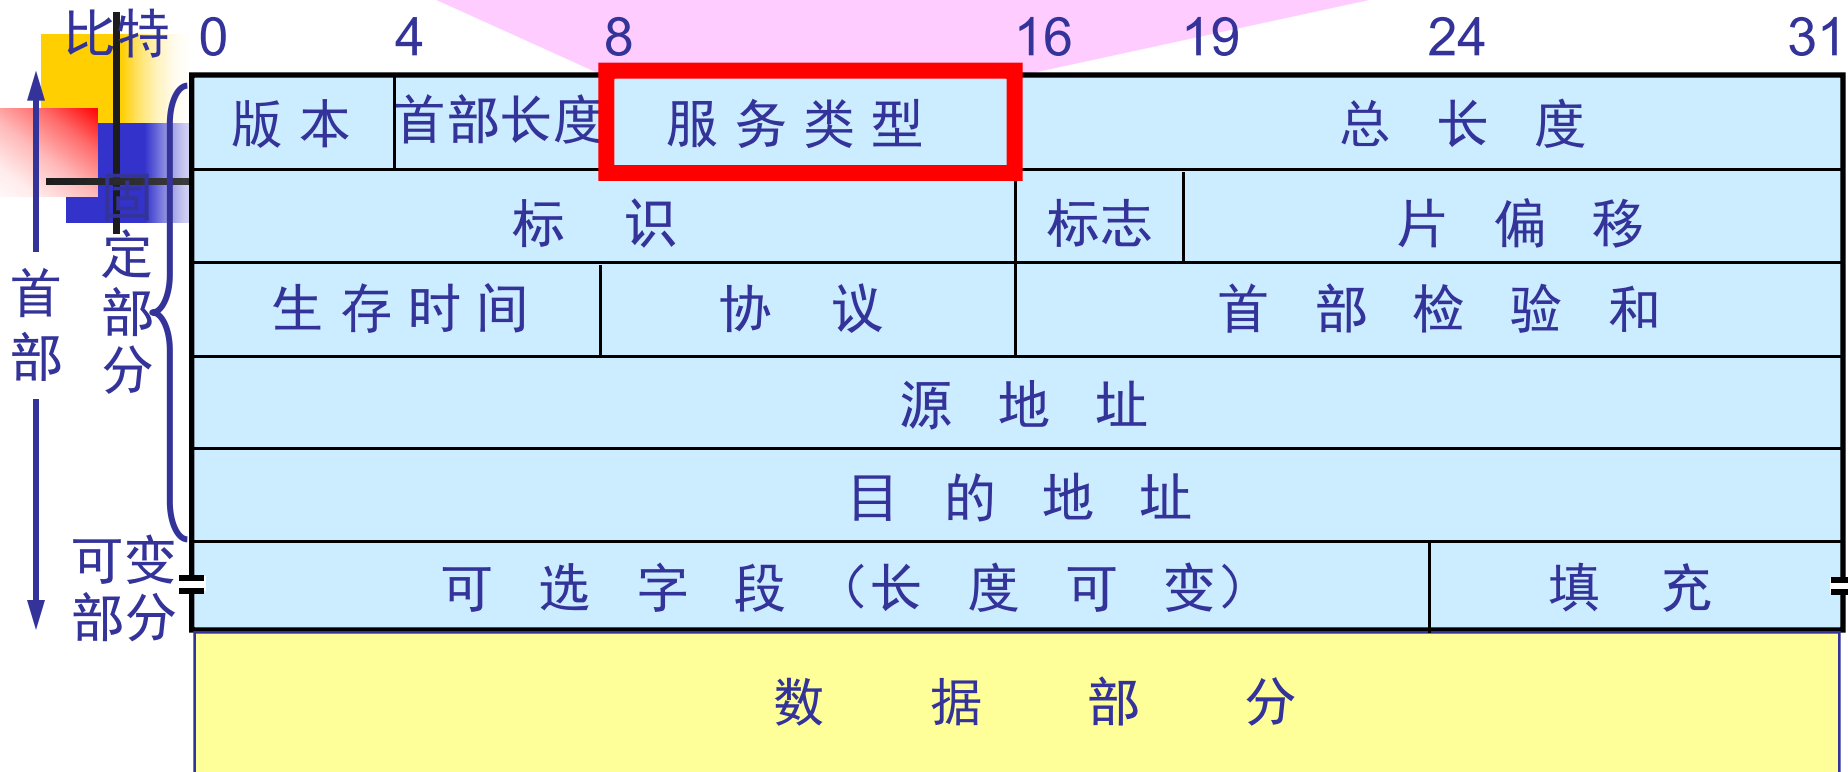 比特 0 4 8 16 19 24 31
版本 首部长度 服务类型 总长度
标识 标志 片偏移
生存时间 协议 首部检验和
源地址
目的地址
可选字段（长度可变） 填充
数据部分
首部
固定部分
可变
部分